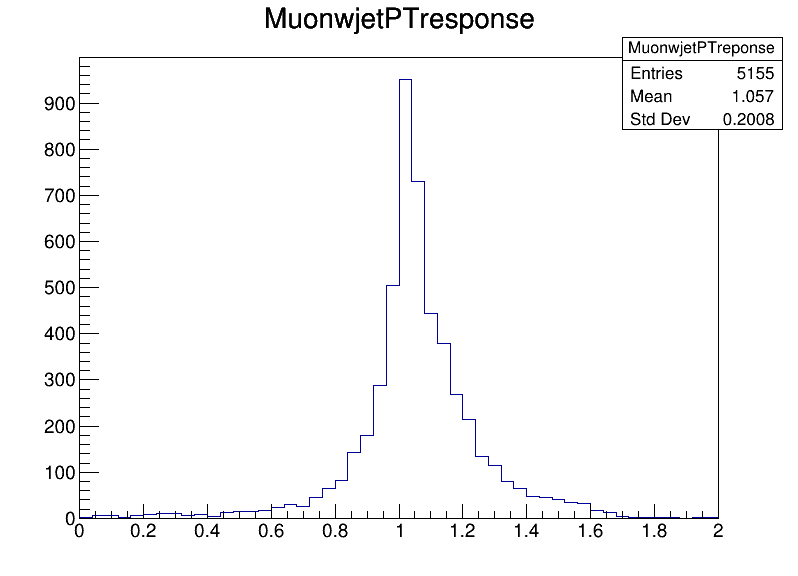 MuonwjetPTresponse
MuonwjetPTreponse
Entries 5155
Mean 1.057
Std Dev 0.2008
900
800
700
600
500
400
300
200
100
0
0 0.2 0.4 0.6 0.8 1 1.2 1.4 1.6 1.8 2